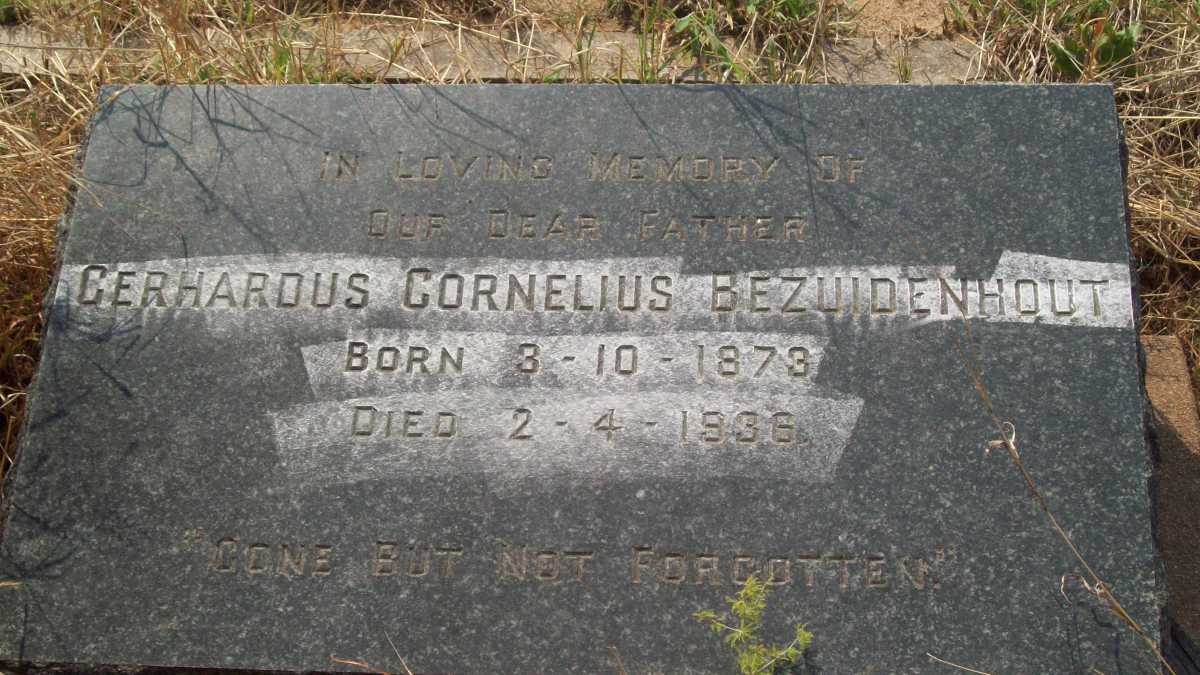 IN LOVING MEMORY OF
OUR DEAR FATHER
GERHARDUS CORNELIUS BEZUIDENHOUT
BORN 3-10-1873
DIED 2-4-1936.
"GONE BUT NOT FORGOTTEN."